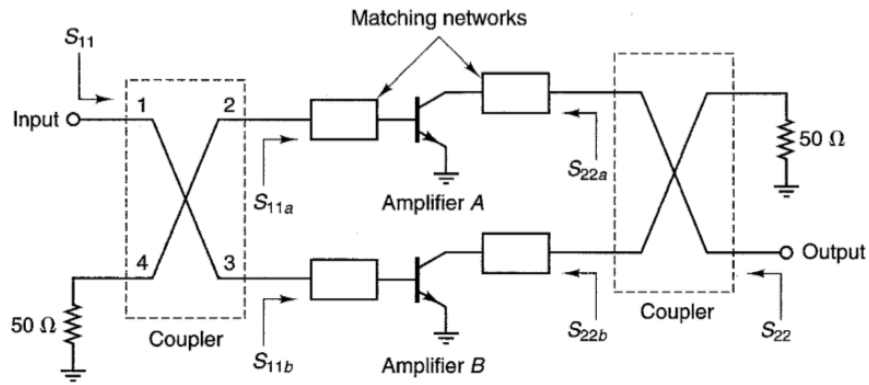 Matching networks
S11
1
2
Input
S11a
Amplifier A
S22a
50 Ω
4
3
50 Ω
Coupler
S11b
Amplifier B
S22b
Coupler
S22
Output